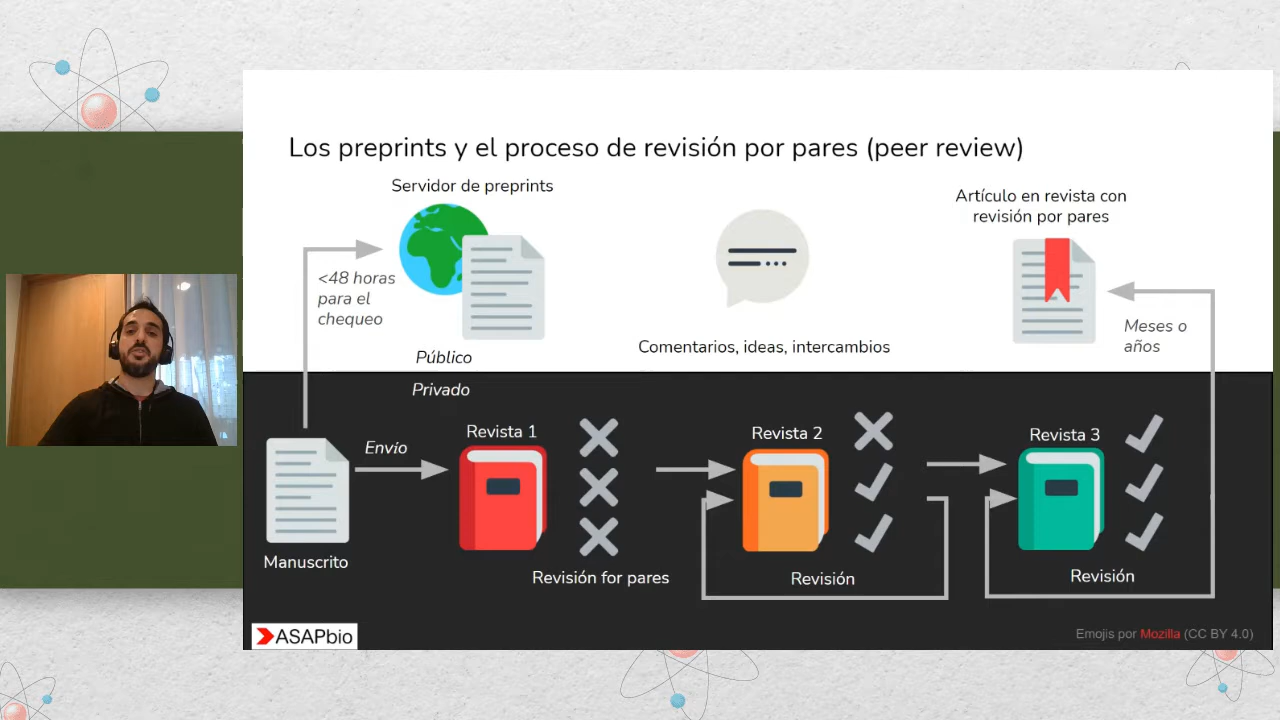 Los preprints y el proceso de revisión por pares (peer review)
Servidor de preprints
Artículo en revista con
revisión por pares
<48 horas
para el
chequeo
Meses o
años
Comentarios, ideas, intercambios
Público
Privado
Envío
Revista 1
Revista 2
Revista 3
Manuscrito
Revisión for pares
Revisión
Revisión
ASAPbio
Emojis por Mozilla (CC BY 4.0)